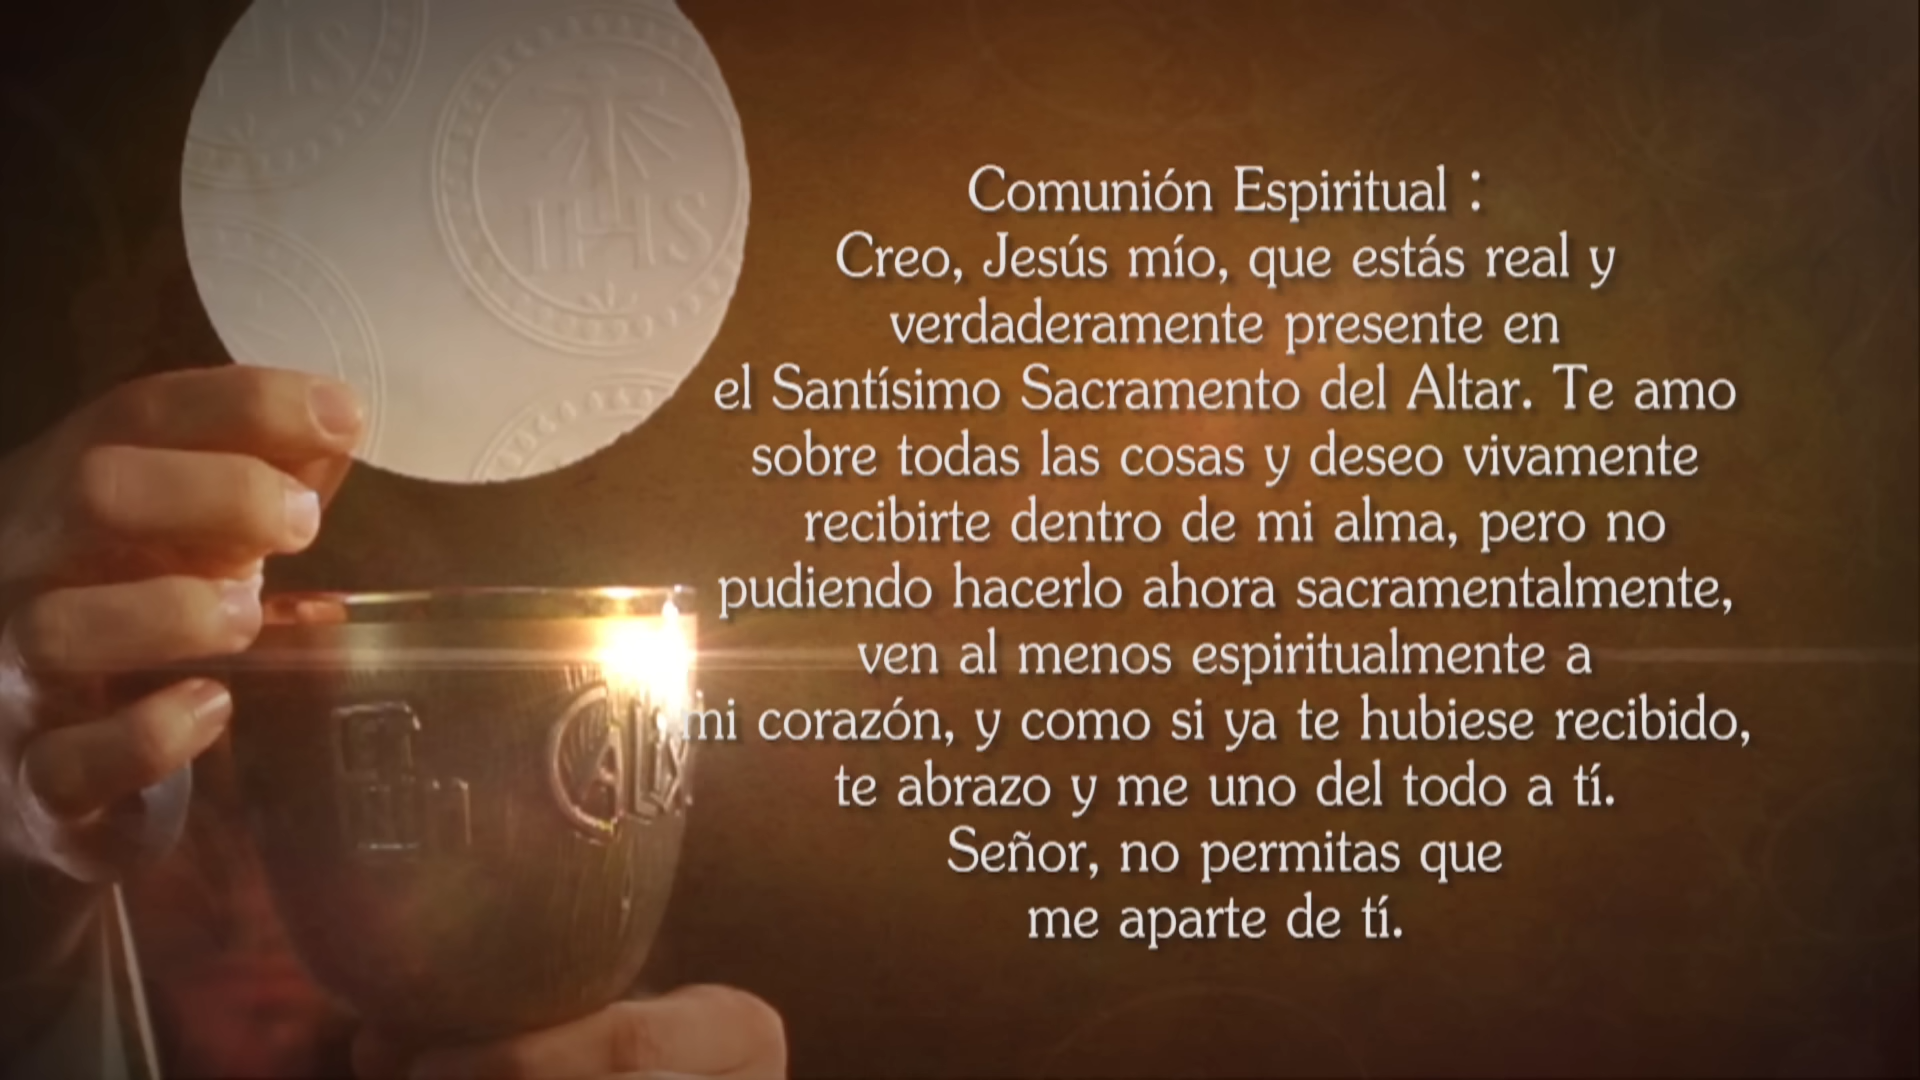 IHS
Comunión Espiritual :
Creo, Jesús mío, que estás real y
verdaderamente presente en
el Santísimo Sacramento del Altar. Te amo
sobre todas las cosas y deseo vivamente
recibirte dentro de mi alma, pero no
pudiendo hacerlo ahora sacramentalmente,
ven al menos espiritualmente a
mi corazón, y como si ya te hubiese recibido,
te abrazo y me uno del todo a tí.
Señor, no permitas que
me aparte de tí.
CALIX